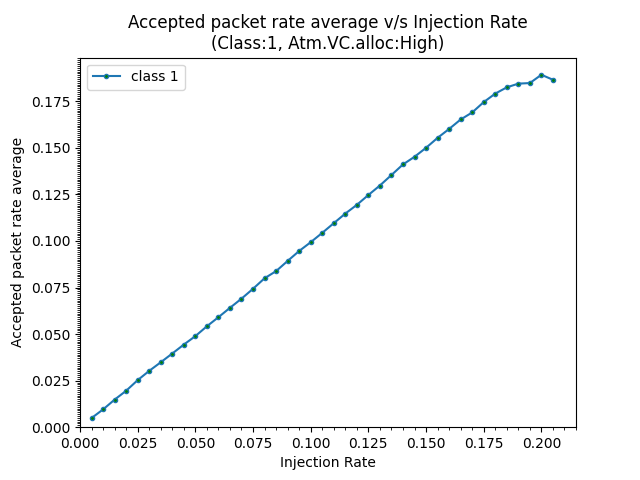 Accepted packet rate average v/s Injection Rate
(Class:1, Atm.VC.alloc:High)
class 1
Accepted packet rate average
0.175
0.150
0.125
0.100
0.075
0.050
0.025
0.000
0.000 0.025 0.050 0.075 0.100 0.125 0.150 0.175 0.200
Injection Rate